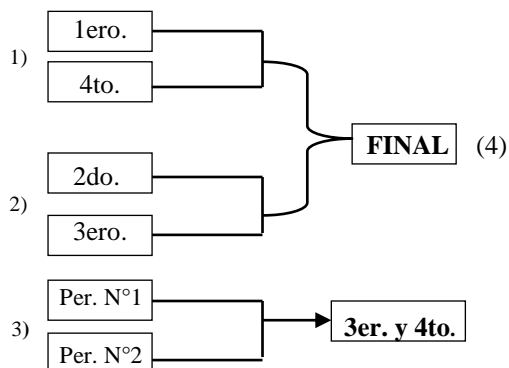 1ero.
1)
4to.
FINAL (4)
2do.
2)
3ero.
Per. N°1
3)
3er. y 4to.
Per. N°2